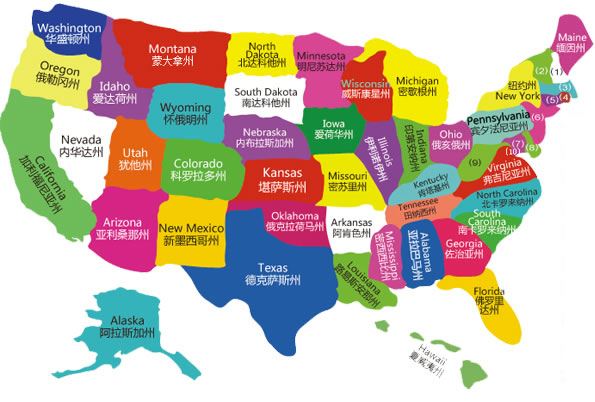 Washington
华盛顿州
Oregon
俄勒冈州
California
加利福尼亚州
Nevada
内华达州
Idaho
爱达荷州
Montana
蒙大拿州
Wyoming
怀俄明州
Utah
犹他州
Colorado
科罗拉多州
Arizona
亚利桑那州
New Mexico
新墨西哥州
North
Dakota
北达科他州
South Dakota
南达科他州
Nebraska
内布拉斯加州
Kansas
堪萨斯州
Oklahoma
俄克拉荷马州
Texas
德克萨斯州
Minnesota
明尼苏达州
Iowa
爱荷华州
Missouri
密苏里州
Arkansas
阿肯色州
Louisiana
路易斯安那州
Wisconsin
威斯康星州
Illinois
伊利诺伊州
Michigan
密歇根州
Indiana
印第安纳州
Ohio
俄亥俄州
Kentucky
肯塔基州
Tennessee
田纳西州
Mississippi
密西西比州
Alabama
亚拉巴马州
Georgia
佐治亚州
Florida
佛罗里
达州
South
Carolina
南卡罗来纳州
North Carolina
北卡罗来纳州
Virginia
弗吉尼亚州
Pennsylvania
宾夕法尼亚州
纽约州
New York
Maine
缅因州
(1)
(2)
(3)
(4)
(5)
(6)
(7)
(8)
(9)
(10)
Alaska
阿拉斯加州
Hawaii
夏威夷州